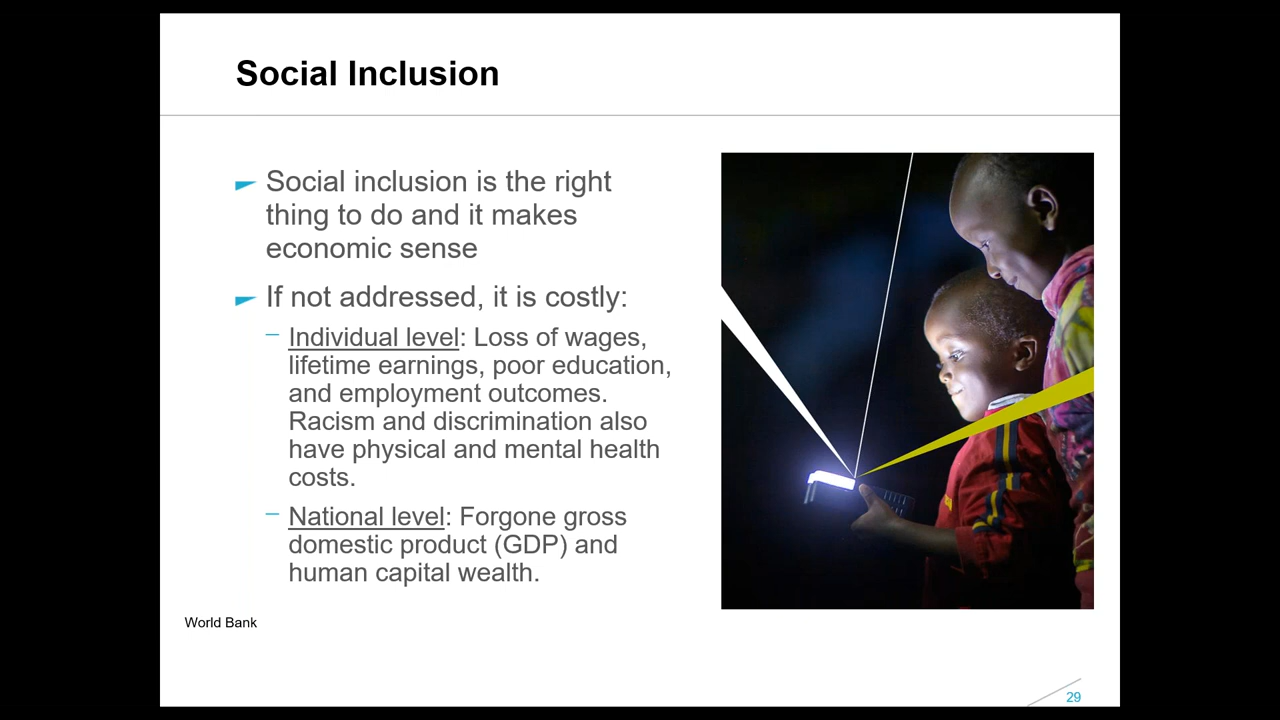 Social Inclusion
Social inclusion is the right
thing to do and it makes
economic sense
If not addressed, it is costly:
Individual level: Loss of wages,
lifetime earnings, poor education,
and employment outcomes.
Racism and discrimination also
have physical and mental health
costs.
National level: Forgone gross
domestic product (GDP) and
human capital wealth.
World Bank
29